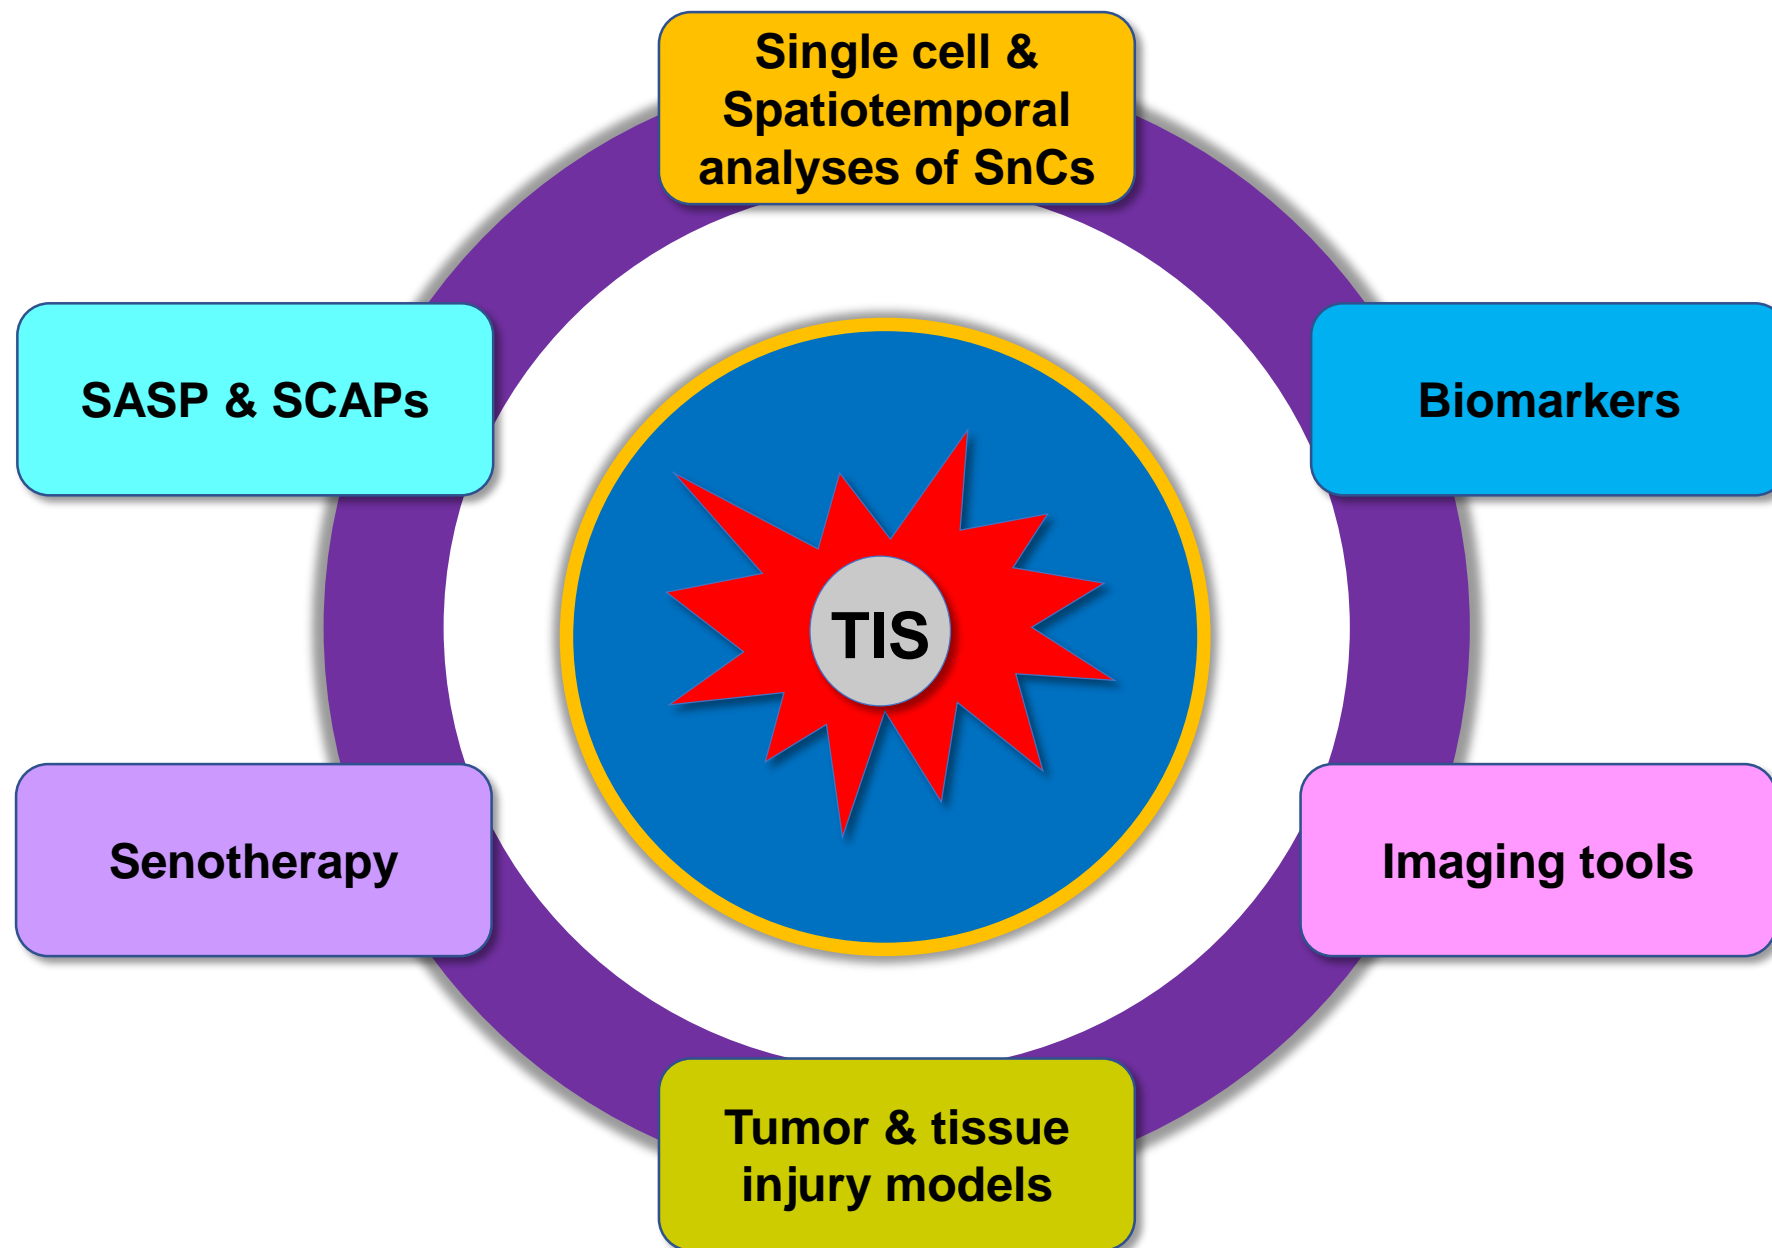 Single cell &
Spatiotemporal
analyses of SnCs
SASP & SCAPs
Biomarkers
TIS
Senotherapy
Imaging tools
Tumor & tissue
injury models